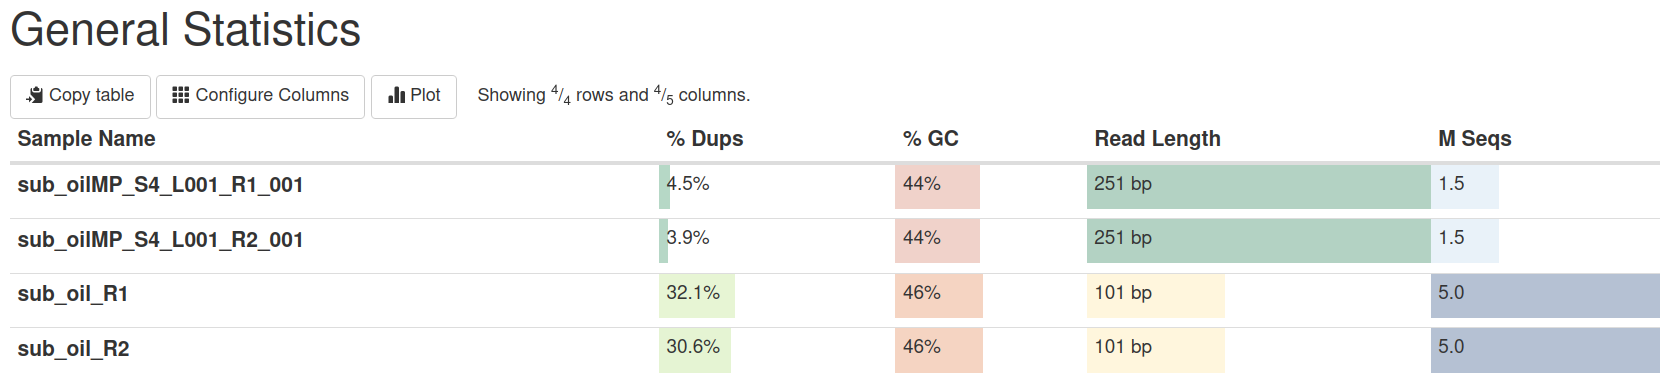 General Statistics
Copy table Configure Columns Plot Showing 4/4 rows and 4/5 columns.
Sample Name % Dups % GC Read Length M Seqs
sub_oilMP_S4_L001_R1_001 4.5% 44% 251 bp 1.5
sub_oilMP_S4_L001_R2_001 3.9% 44% 251 bp 1.5
sub_oil_R1 32.1% 46% 101 bp 5.0
sub_oil_R2 30.6% 46% 101 bp 5.0